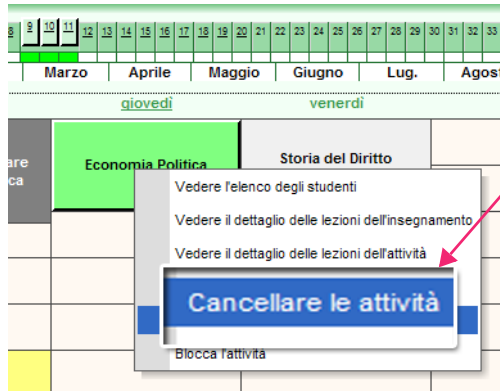 8 9 10 11 12 13 14 15 16 17 18 19 20 21 22 23 24 25 26 27 28 29 30 31 32 33
Marzo Aprile Maggio Giugno Lug. Agos
giovedì venerdì
are
ca
Economia Politica
Storia del Diritto
Vedere l'elenco degli studenti
Vedere il dettaglio delle lezioni dell'insegnamento
Vedere il dettaglio delle lezioni dell'attività
Cancellare le attività
Blocca l'attività